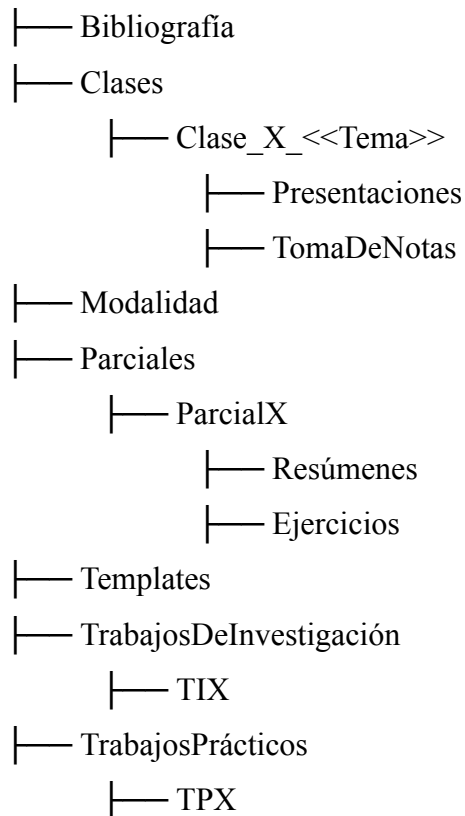 Bibliografía
Clases
Clase_X_<<Tema>>
Presentaciones
TomaDeNotas
Modalidad
Parciales
ParcialX
Resúmenes
Ejercicios
Templates
TrabajosDeInvestigación
TIX
TrabajosPrácticos
TPX